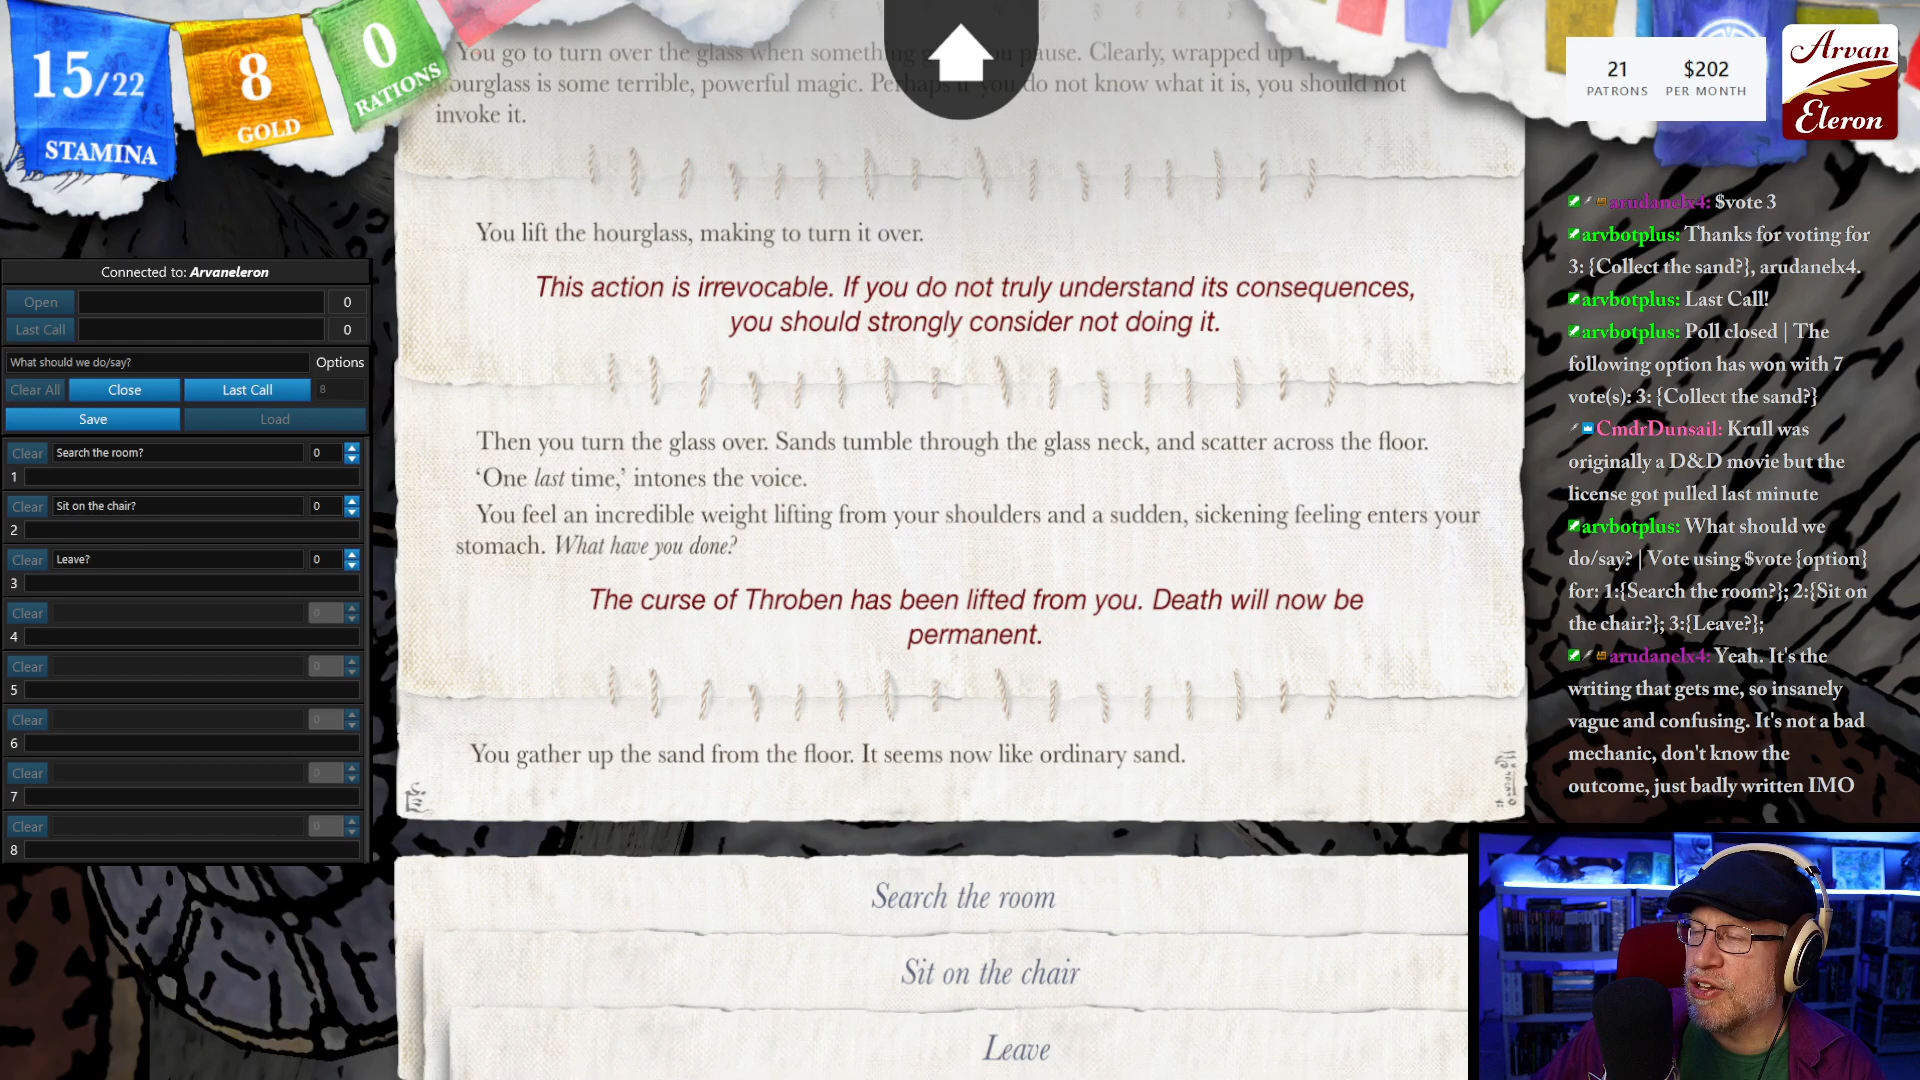 15/22
STAMINA
8
GOLD
0
RATIONS
You go to turn over the glass when something pause. Clearly, wrapped up
ourglass is some terrible, powerful magic. Perhaps if you do not know what it is, you should not
invoke it.
You lift the hourglass, making to turn it over.
This action is irrevocable. If you do not truly understand its consequences,
you should strongly consider not doing it.
Then you turn the glass over. Sands tumble through the glass neck, and scatter across the floor.
‘One last time,’ intones the voice.
You feel an incredible weight lifting from your shoulders and a sudden, sickening feeling enters your
stomach. What have you done?
The curse of Throben has been lifted from you. Death will now be
permanent.
You gather up the sand from the floor. It seems now like ordinary sand.
Search the room
Sit on the chair
Leave
Connected to: Arvaneleron
Open 0
Last Call 0
What should we do/say? Options
Clear All Close Last Call 8
Save Load
Clear Search the room? 0
1
Clear Sit on the chair? 0
2
Clear Leave? 0
3
Clear 0
4
Clear 0
5
Clear 0
6
Clear 0
7
Clear 0
8
21 $202
PATRONS PER MONTH
Arvan
Eleron
arudanelx4: $vote 3
arvbotplus: Thanks for voting for
3: {Collect the sand?}, arudanelx4.
arvbotplus: Last Call!
arvbotplus: Poll closed | The
following option has won with 7
vote(s): 3: {Collect the sand?}
CmdrDunsail: Krull was
originally a D&D movie but the
license got pulled last minute
arvbotplus: What should we
do/say? | Vote using $vote {option}
for: 1:{Search the room?}; 2:{Sit on
the chair?}; 3:{Leave?};
arudanelx4: Yeah. It's the
writing that gets me, so insanely
vague and confusing. It's not a bad
mechanic, don't know the
outcome, just badly written IMO